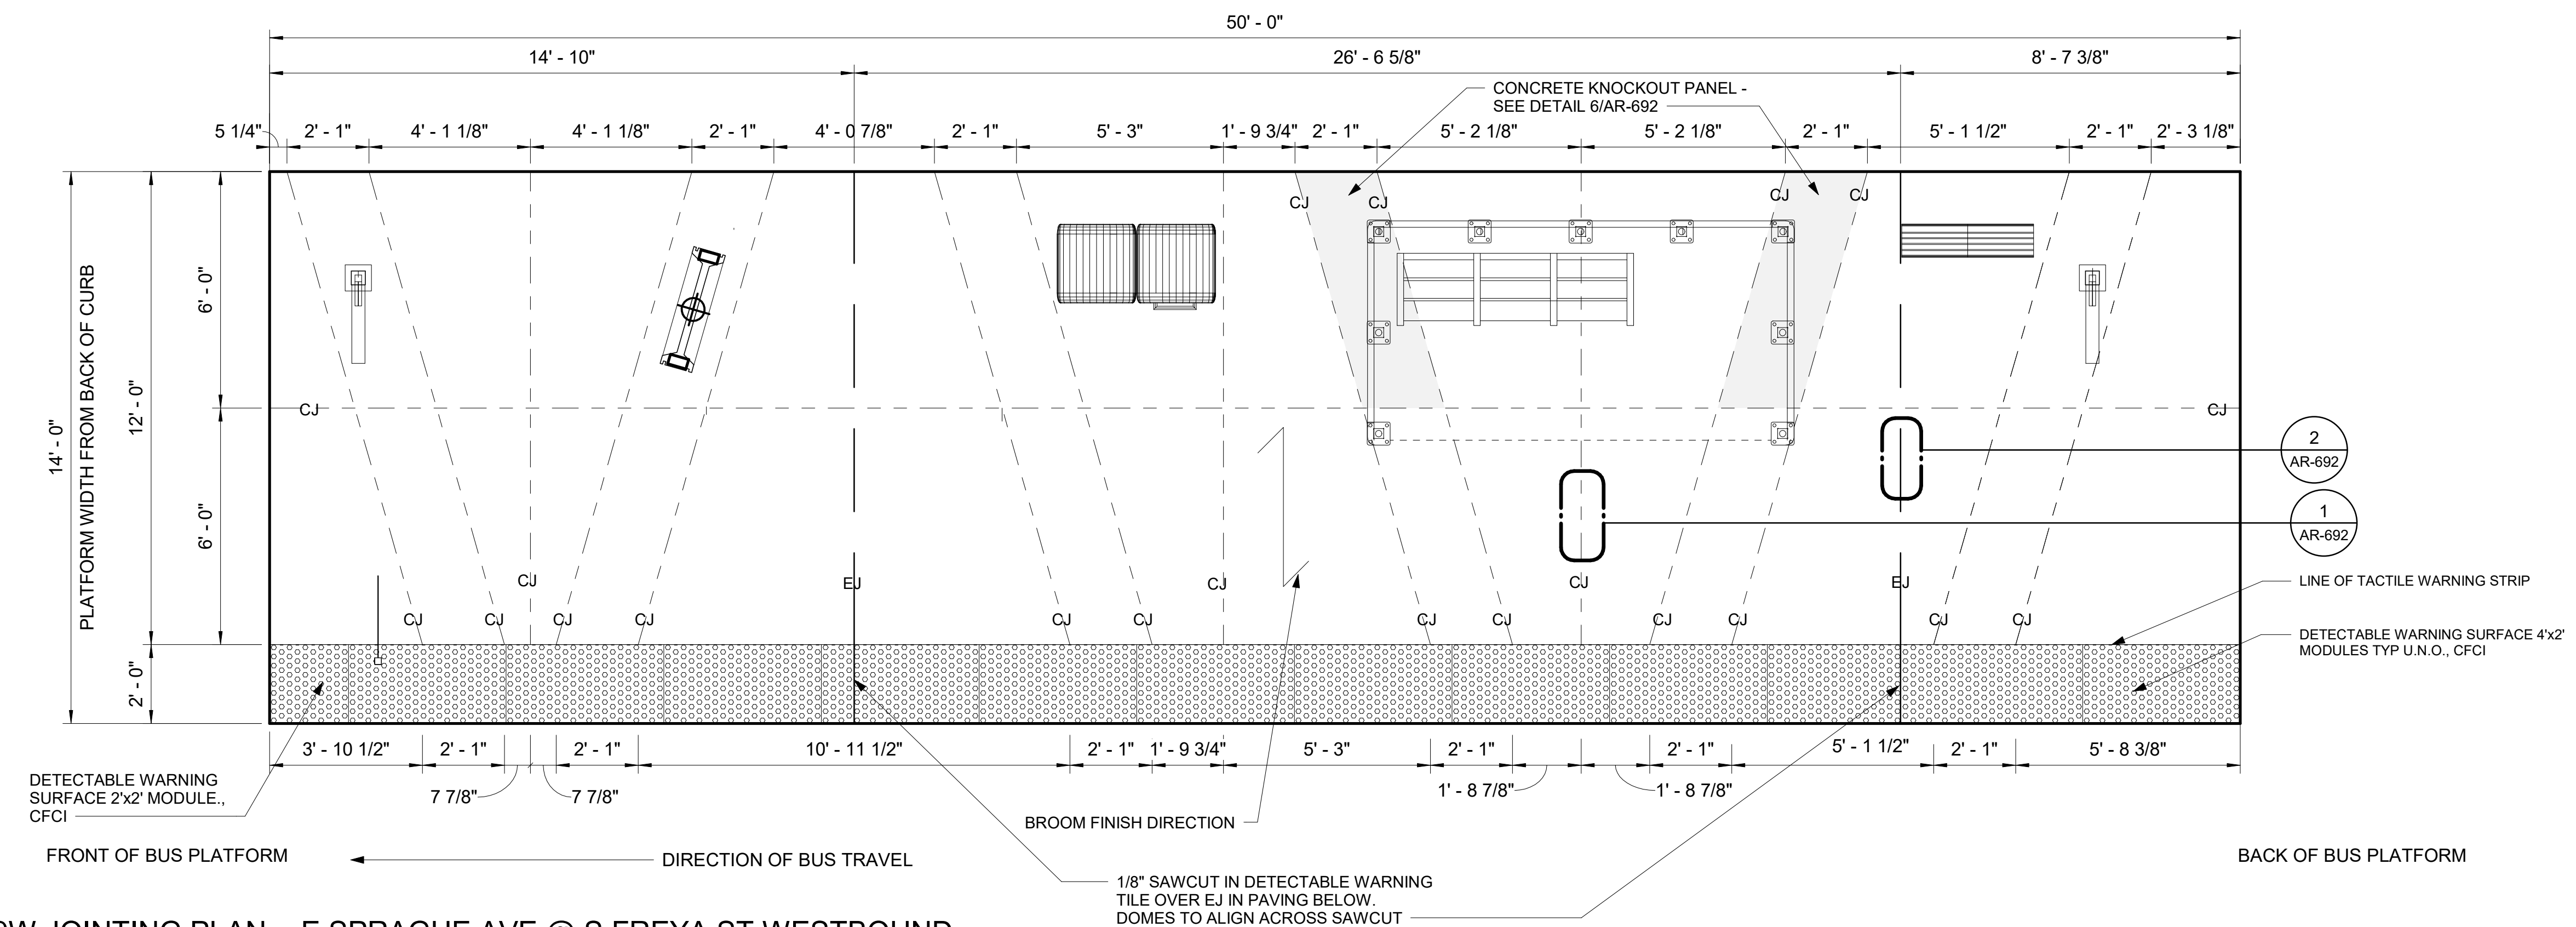 50' - 0"
14' - 10"
26' - 6 5/8"
8' - 7 3/8"
CONCRETE KNOCKOUT PANEL -
SEE DETAIL 6/AR-692
5 1/4"
2' - 1"
4' - 1 1/8"
4' - 1 1/8"
2' - 1"
4' - 0 7/8"
2' - 1"
5' - 3"
1' - 9 3/4"
2' - 1"
5' - 2 1/8"
5' - 2 1/8"
2' - 1"
5' - 1 1/2"
2' - 1"
2' - 3 1/8"
CJ
CJ
CJ
CJ
14' - 0"
PLATFORM WIDTH FROM BACK OF CURB
12' - 0"
6' - 0"
6' - 0"
2' - 0"
CJ
CJ
2
AR-692
1
AR-692
CJ
EJ
CJ
CJ
EJ
CJ
CJ
CJ
CJ
CJ
CJ
CJ
CJ
CJ
CJ
CJ
CJ
LINE OF TACTILE WARNING STRIP
DETECTABLE WARNING SURFACE 4'x2'
MODULES TYP U.N.O., CFCI
3' - 10 1/2"
2' - 1"
2' - 1"
10' - 11 1/2"
2' - 1"
1' - 9 3/4"
5' - 3"
2' - 1"
2' - 1"
5' - 1 1/2"
2' - 1"
5' - 8 3/8"
7 7/8"
7 7/8"
1' - 8 7/8"
1' - 8 7/8"
DETECTABLE WARNING
SURFACE 2'x2' MODULE.,
CFCI
BROOM FINISH DIRECTION
FRONT OF BUS PLATFORM
DIRECTION OF BUS TRAVEL
BACK OF BUS PLATFORM
1/8" SAWCUT IN DETECTABLE WARNING
TILE OVER EJ IN PAVING BELOW.
DOMES TO ALIGN ACROSS SAWCUT
JOINTING PLAN - E SPRAGUE AVE @ S FREYA ST WESTBOUND